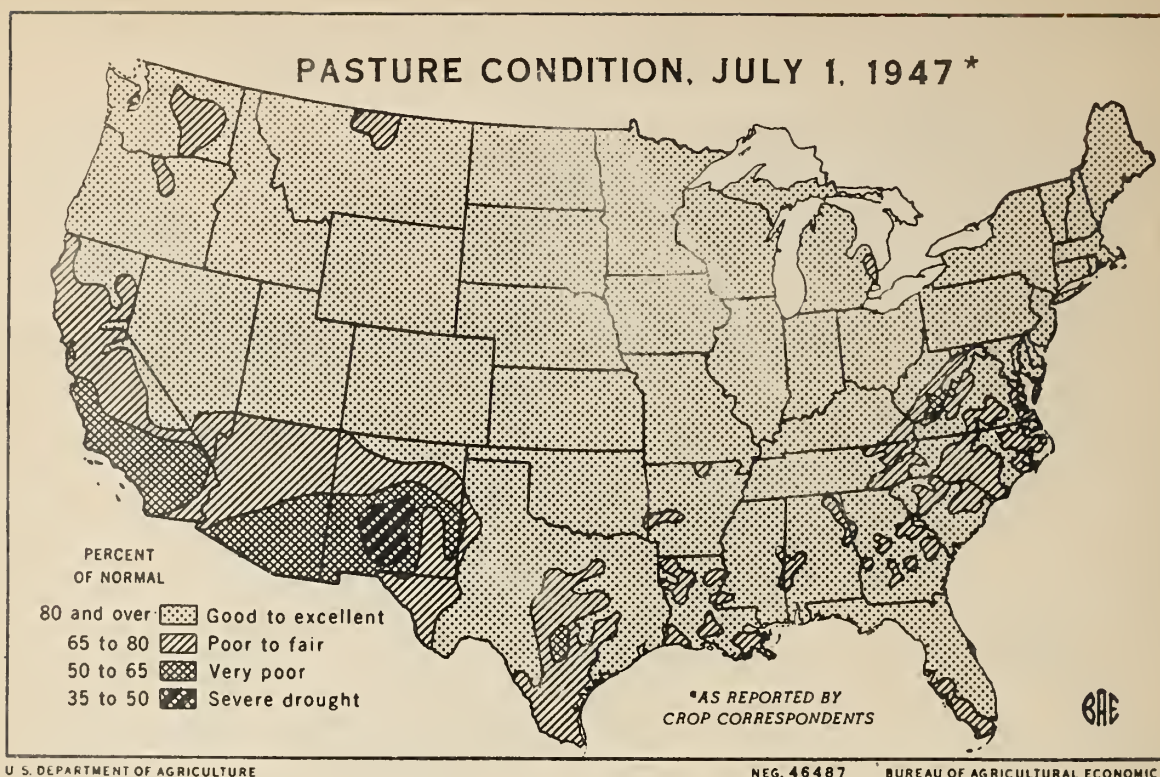 PASTURE CONDITION, JULY 1, 1947*
PERCENT
OF NORMAL
80 and over Good to excellent
65 to 80 Poor to fair
50 to 65 Very poor
35 to 50 Severe drought
*AS REPORTED BY
CROP CORRESPONDENTS
BAE
U S. DEPARTMENT OF AGRICULTURE
NEG. 46487 BUREAU OF AGRICULTURAL ECONOMIC